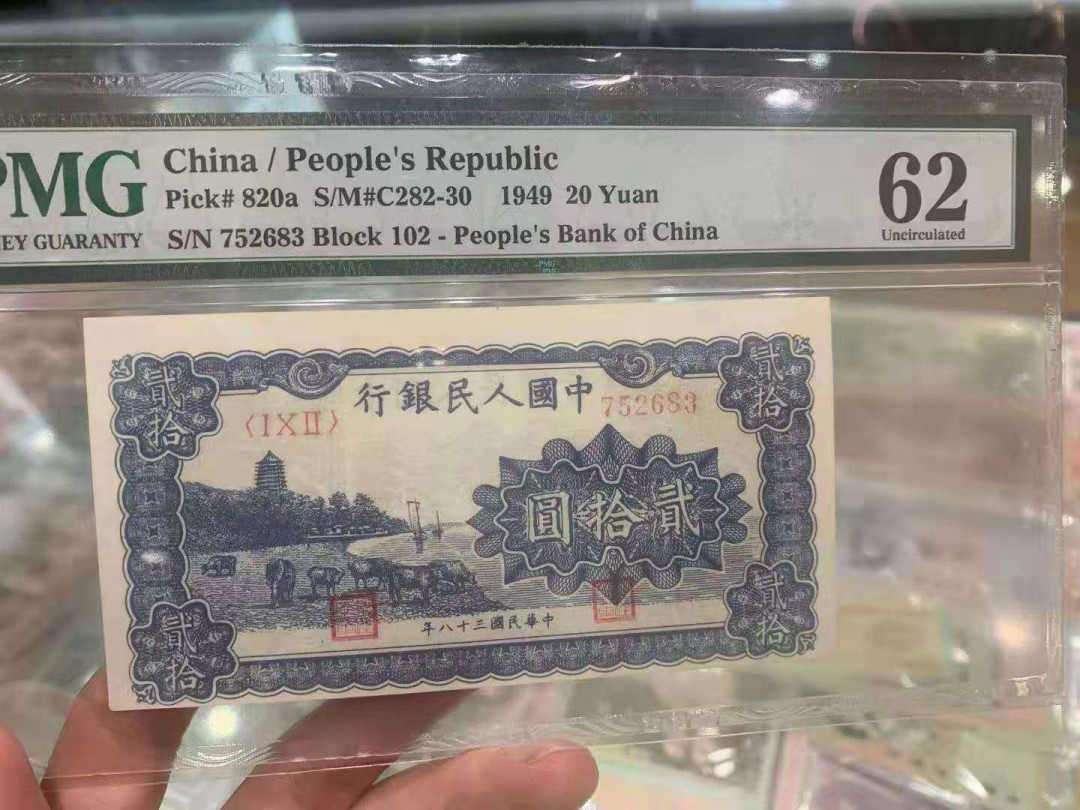 PMG
EY GUARANTY
China / People's Republic
Pick# 820a S/M#C282-30 1949 20 Yuan
S/N 752683 Block 102 - People's Bank of China
62
Uncirculated
貳拾
貳拾
中國人民銀行
〈IXII〉
752683
貳拾圓
中華民國三十八年
貳拾
貳拾